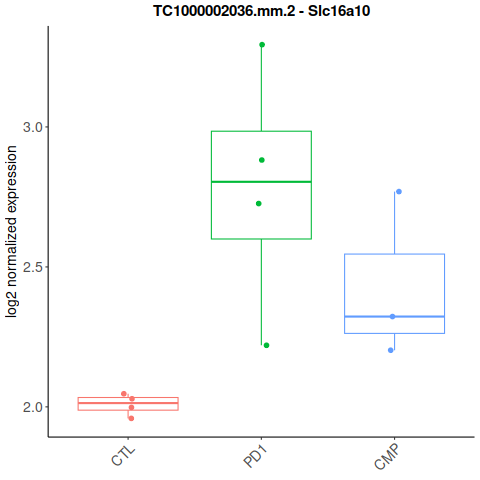 TC1000002036.mm.2 - Slc16a10
log2 normalized expression
3.0
2.5
2.0
CTL
PD1
CMP